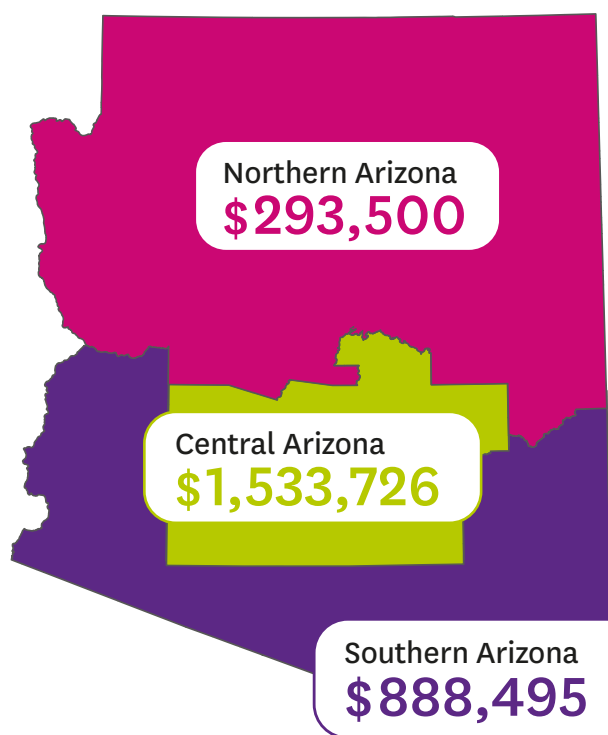 Northern Arizona
$293,500
Central Arizona
$1,533,726
Southern Arizona
$888,495